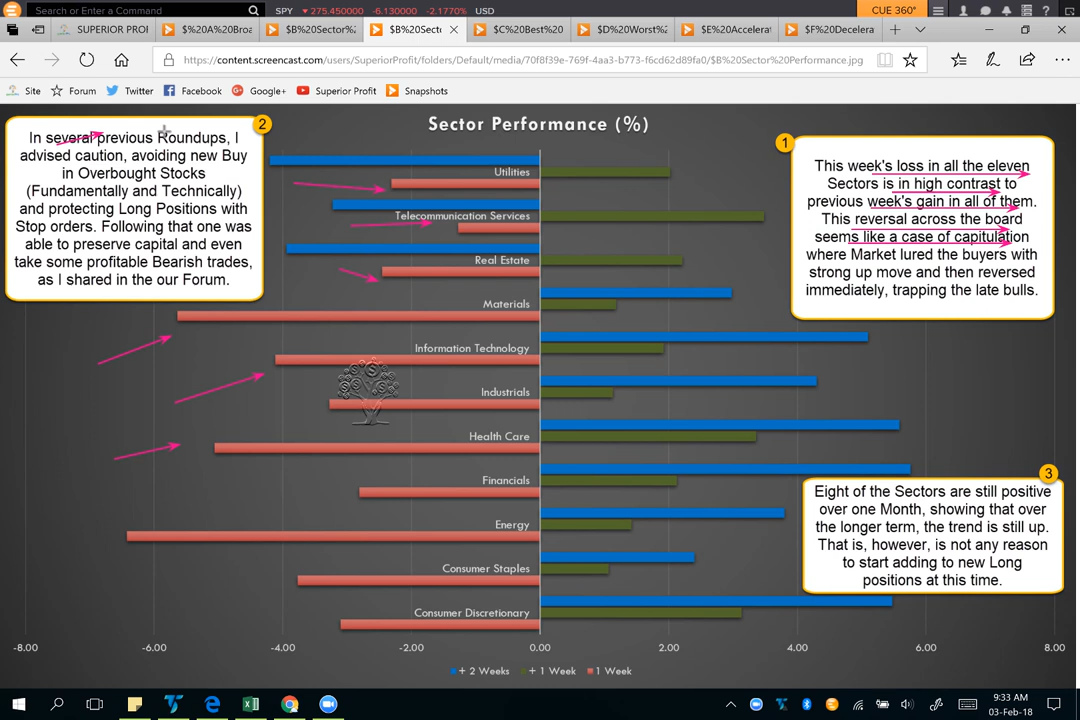 Search or Enter a Command
SPY ▼ 275.450000 -6.130000 -2.1770% USD
CUE 360°
SUPERIOR PROF
$%20A%20Broa
$%B%20Sector
$B%20Sect
$C%20Best%20
$D%20Worst%
$E%20Accelera
$F%20Decelera
https://content.screencast.com/users/SuperiorProfit/folders/Default/media/70f8f39e-769f-4aa3-b773-f6cd62d89fa0/$B%20Sector%20Performance.jpg
Site
Forum
Twitter
Facebook
Google+
Superior Profit
Snapshots
Sector Performance (%)
1
This week's loss in all the eleven
Sectors is in high contrast to
previous week's gain in all of them.
This reversal across the board
seems like a case of capitulation
where Market lured the buyers with
strong up move and then reversed
immediately, trapping the late bulls.
2
In several previous Roundups, I
advised caution, avoiding new Buy
in Overbought Stocks
(Fundamentally and Technically)
and protecting Long Positions with
Stop orders. Following that one was
able to preserve capital and even
take some profitable Bearish trades,
as I shared in the our Forum.
3
Eight of the Sectors are still positive
over one Month, showing that over
the longer term, the trend is still up.
That is, however, is not any reason
to start adding to new Long
positions at this time.
Utilities
Telecommunication Services
Real Estate
Materials
Information Technology
Industrials
Health Care
Financials
Energy
Consumer Staples
Consumer Discretionary
-8.00 -6.00 -4.00 -2.00 0.00 2.00 4.00 6.00 8.00
+ 2 Weeks + 1 Week 1 Week
9:33 AM
03-Feb-18